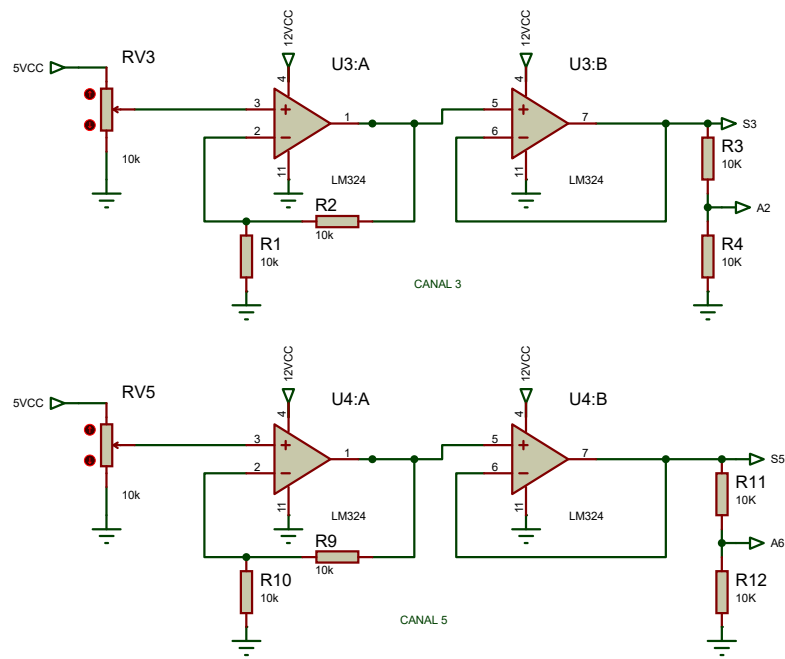 12VCC
12VCC
RV3
U3:A
U3:B
5VCC
4
4
3
1
5
7
S3
2
6
R3
10K
10k
11
LM324
11
LM324
R2
10k
A2
R1
10k
R4
10K
CANAL 3
12VCC
12VCC
RV5
U4:A
U4:B
5VCC
4
4
3
1
5
7
S5
2
6
R11
10K
10k
11
LM324
11
LM324
R9
10k
A6
R10
10k
R12
10K
CANAL 5